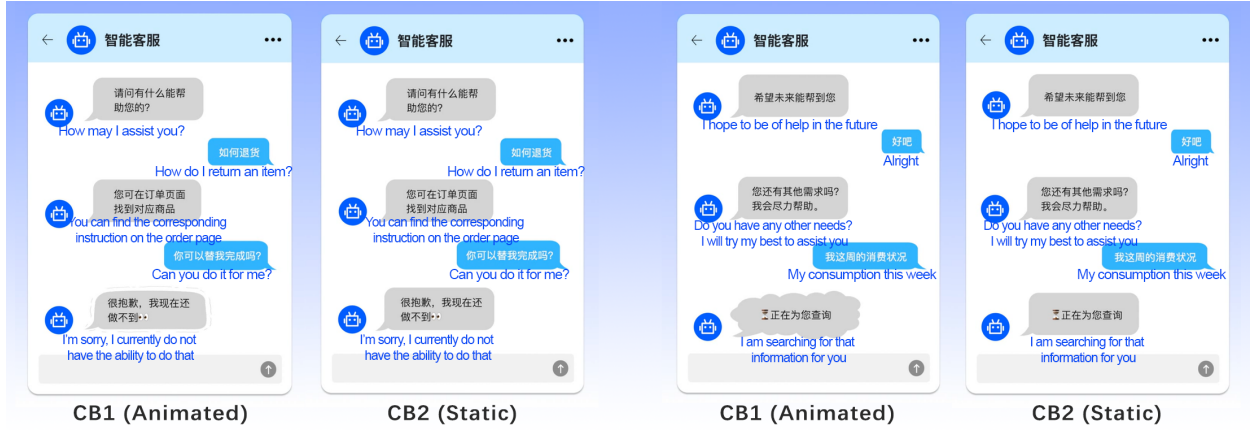 智能客服
请问有什么能帮
助您的?
How may I assist you?
如何退货
How do I return an item?
您可在订单页面
找到对应商品
You can find the corresponding
instruction on the order page
你可以替我完成吗?
Can you do it for me?
很抱歉，我现在还
做不到👀
I'm sorry, I currently do not
have the ability to do that
CB1 (Animated)
智能客服
请问有什么能帮
助您的?
How may I assist you?
如何退货
How do I return an item?
您可在订单页面
找到对应商品
You can find the corresponding
instruction on the order page
你可以替我完成吗?
Can you do it for me?
很抱歉，我现在还
做不到👀
I'm sorry, I currently do not
have the ability to do that
CB2 (Static)
智能客服
希望未来能帮到您
I hope to be of help in the future
好吧
Alright
您还有其他需求吗?
我会尽力帮助。
Do you have any other needs?
I will try my best to assist you
我这周的消费状况
My consumption this week
⏳正在为您查询
I am searching for that
information for you
CB1 (Animated)
智能客服
希望未来能帮到您
I hope to be of help in the future
好吧
Alright
您还有其他需求吗?
我会尽力帮助。
Do you have any other needs?
I will try my best to assist you
我这周的消费状况
My consumption this week
⏳正在为您查询
I am searching for that
information for you
CB2 (Static)